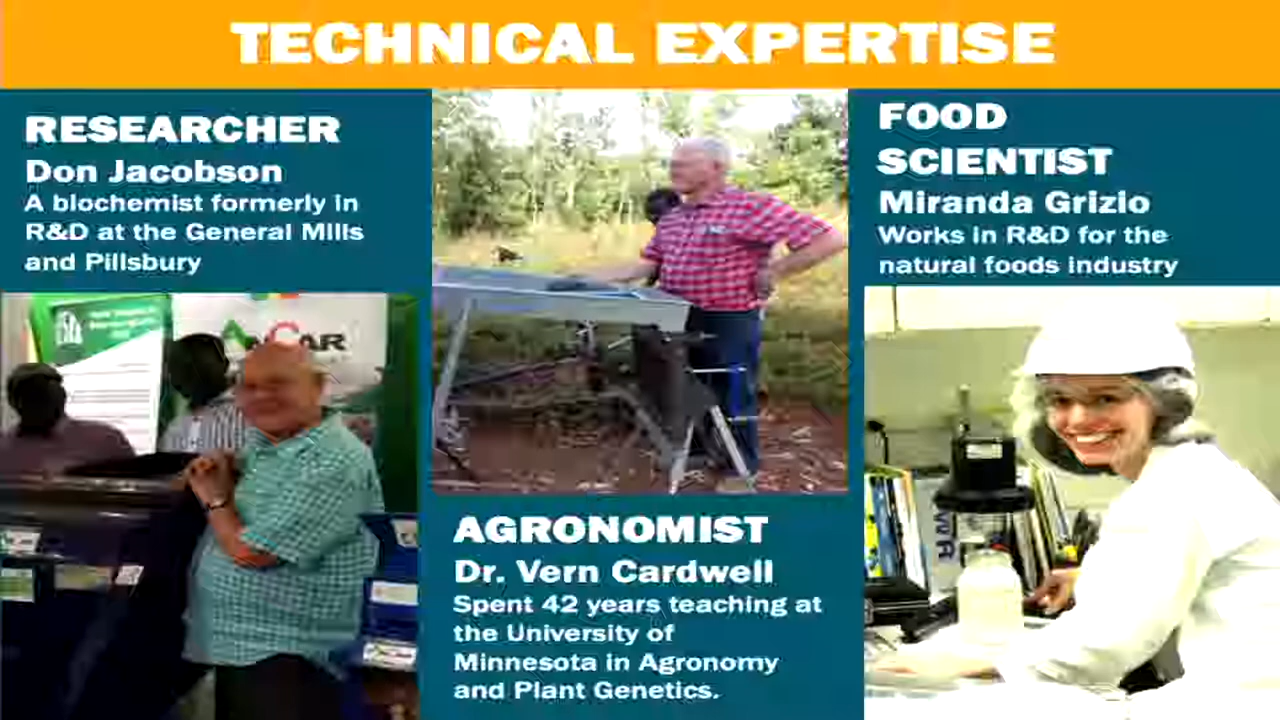 TECHNICAL EXPERTISE
RESEARCHER
Don Jacobson
A biochemist formerly in
R&D at the General Mills
and Pillsbury
AGRONOMIST
Dr. Vern Cardwell
Spent 42 years teaching at
the University of
Minnesota in Agronomy
and Plant Genetics.
FOOD
SCIENTIST
Miranda Grizio
Works in R&D for the
natural foods industry
VWR